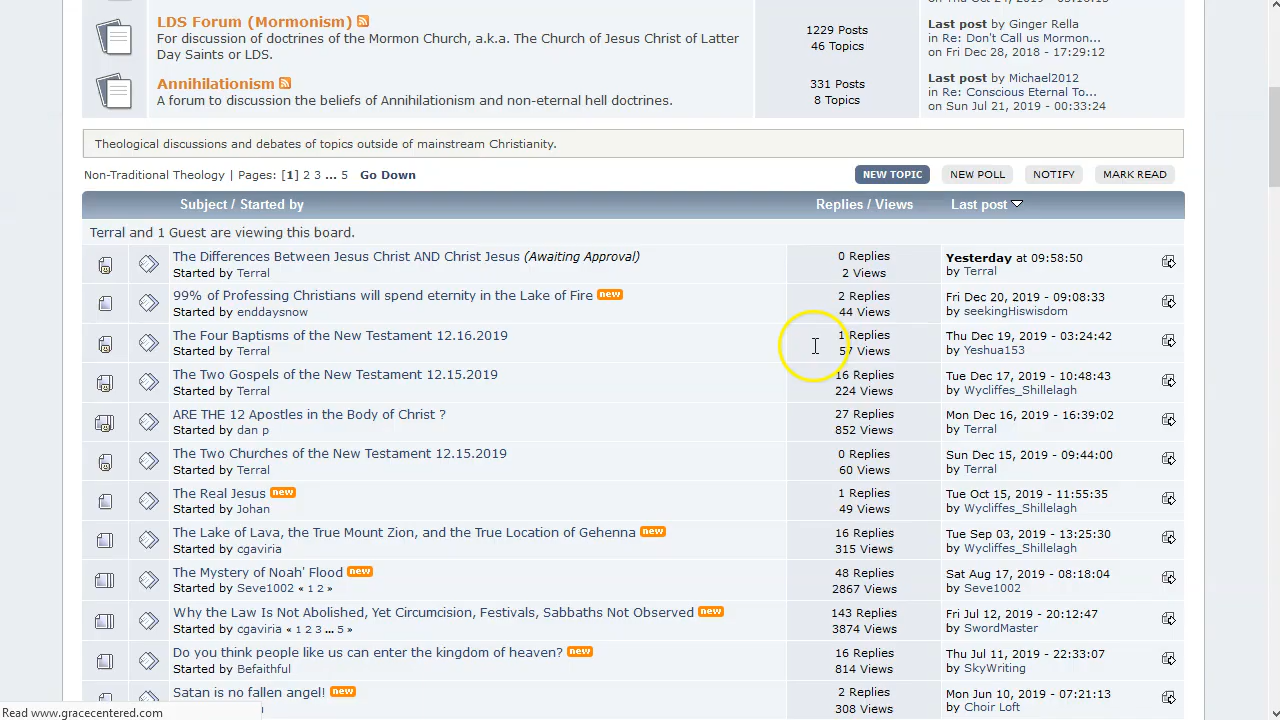 LDS Forum (Mormonism)
For discussion of doctrines of the Mormon Church, a.k.a. The Church of Jesus Christ of Latter
Day Saints or LDS.
1229 Posts
46 Topics
Last post by Ginger Rella
in Re: Don't Call us Mormon...
on Fri Dec 28, 2018 - 17:29:12
Annihilationism
A forum to discussion the beliefs of Annihilationism and non-eternal hell doctrines.
331 Posts
8 Topics
Last post by Michael2012
in Re: Conscious Eternal To...
on Sun Jul 21, 2019 - 00:33:24
Theological discussions and debates of topics outside of mainstream Christianity.
Non-Traditional Theology | Pages: [1] 2 3 ... 5 Go Down
NEW TOPIC NEW POLL NOTIFY MARK READ
Subject / Started by Replies / Views Last post
Terral and 1 Guest are viewing this board.
The Differences Between Jesus Christ AND Christ Jesus (Awaiting Approval)
Started by Terral
0 Replies
2 Views
Yesterday at 09:58:50
by Terral
99% of Professing Christians will spend eternity in the Lake of Fire new
Started by enddaysnow
2 Replies
44 Views
Fri Dec 20, 2019 - 09:08:33
by seekingHiswisdom
The Four Baptisms of the New Testament 12.16.2019
Started by Terral
1 Replies
57 Views
Thu Dec 19, 2019 - 03:24:42
by Yeshua153
The Two Gospels of the New Testament 12.15.2019
Started by Terral
16 Replies
224 Views
Tue Dec 17, 2019 - 10:48:43
by Wycliffes_Shillelagh
ARE THE 12 Apostles in the Body of Christ ?
Started by dan p
27 Replies
852 Views
Mon Dec 16, 2019 - 16:39:02
by Terral
The Two Churches of the New Testament 12.15.2019
Started by Terral
0 Replies
60 Views
Sun Dec 15, 2019 - 09:44:00
by Terral
The Real Jesus new
Started by Johan
1 Replies
49 Views
Tue Oct 15, 2019 - 11:55:35
by Wycliffes_Shillelagh
The Lake of Lava, the True Mount Zion, and the True Location of Gehenna new
Started by cgaviria
16 Replies
315 Views
Tue Sep 03, 2019 - 13:25:30
by Wycliffes_Shillelagh
The Mystery of Noah' Flood new
Started by Seve1002 « 1 2 »
48 Replies
2867 Views
Sat Aug 17, 2019 - 08:18:04
by Seve1002
Why the Law Is Not Abolished, Yet Circumcision, Festivals, Sabbaths Not Observed new
Started by cgaviria « 1 2 3 ... 5 »
143 Replies
3874 Views
Fri Jul 12, 2019 - 20:12:47
by SwordMaster
Do you think people like us can enter the kingdom of heaven? new
Started by Befaithful
16 Replies
814 Views
Thu Jul 11, 2019 - 22:33:07
by SkyWriting
Satan is no fallen angel! new
2 Replies
308 Views
Mon Jun 10, 2019 - 07:21:13
by Choir Loft
Read www.gracecentered.com